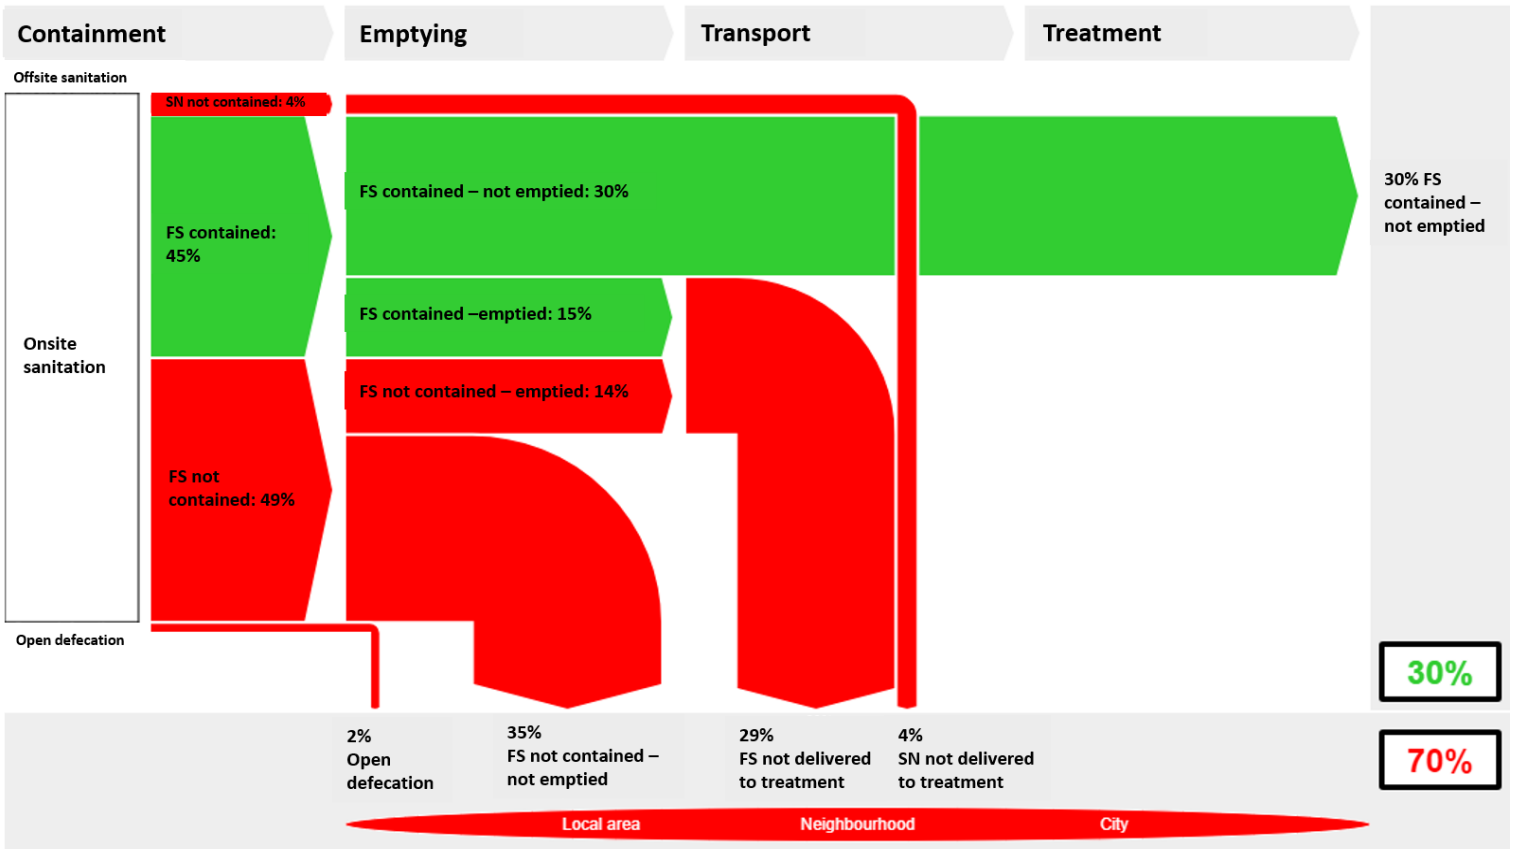 Containment
Emptying
Transport
Treatment
Offsite sanitation
SN not contained: 4%
FS contained – not emptied: 30%
30% FS
contained –
not emptied
FS contained:
45%
FS contained –emptied: 15%
Onsite
sanitation
FS not contained – emptied: 14%
FS not
contained: 49%
Open defecation
30%
2%
Open
defecation
35%
FS not contained –
not emptied
29%
FS not delivered
to treatment
4%
SN not delivered
to treatment
70%
Local area
Neighbourhood
City